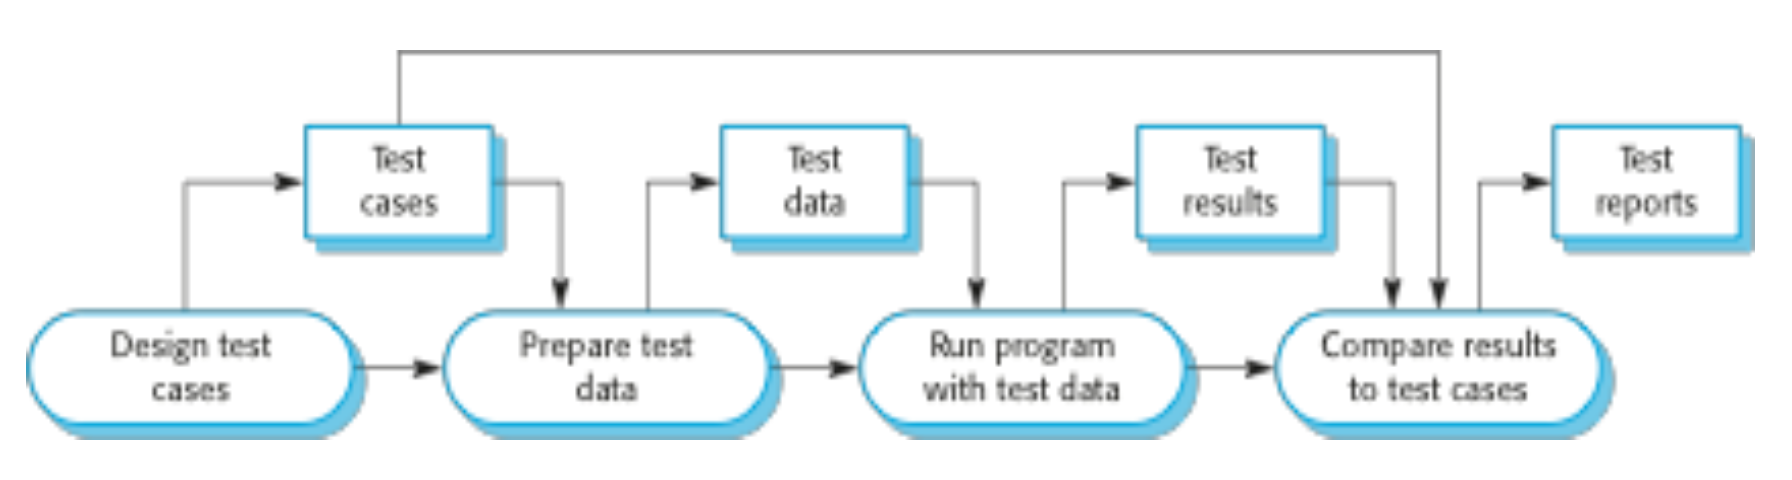 Test
cases
Test
data
Test
results
Test
reports
Design test
cases
Prepare test
data
Run program
with test data
Compare results
to test cases